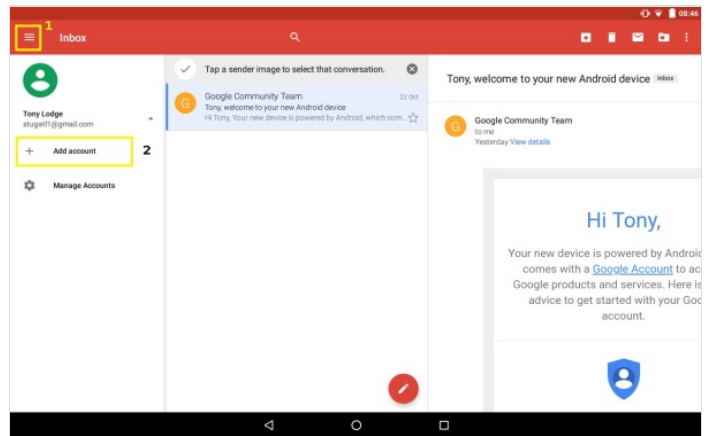 08:46
1
Inbox
Tony Lodge
stugatl1@gmail.com
+ Add account 2
Manage Accounts
Tap a sender image to select that conversation.
G
Google Community Team 22 Oct
Tony, welcome to your new Android device
Hi Tony, Your new device is powered by Android, which com..
Tony, welcome to your new Android device Inbox
G
Google Community Team
to me
Yesterday View details
Hi Tony,
Your new device is powered by Android
comes with a Google Account to ac
Google products and services. Here is
advice to get started with your Goo
account.